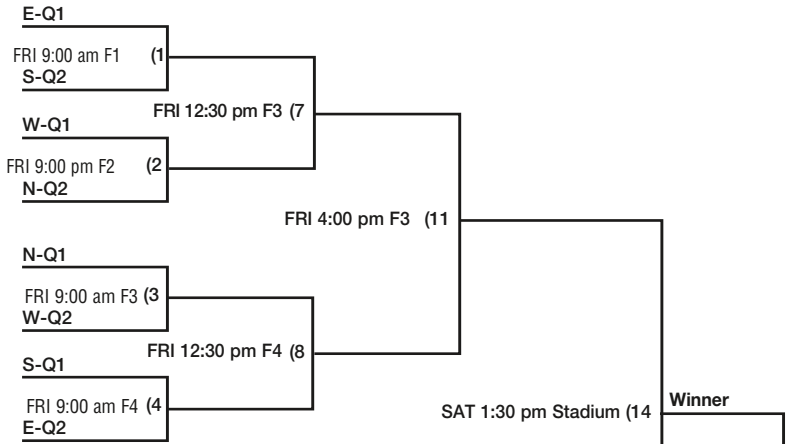 E-Q1
FRI 9:00 am F1 (1
S-Q2
FRI 12:30 pm F3 (7
W-Q1
FRI 9:00 pm F2 (2
N-Q2
FRI 4:00 pm F3 (11
N-Q1
FRI 9:00 am F3 (3
W-Q2
FRI 12:30 pm F4 (8
S-Q1
FRI 9:00 am F4 (4
E-Q2
SAT 1:30 pm Stadium (14
Winner